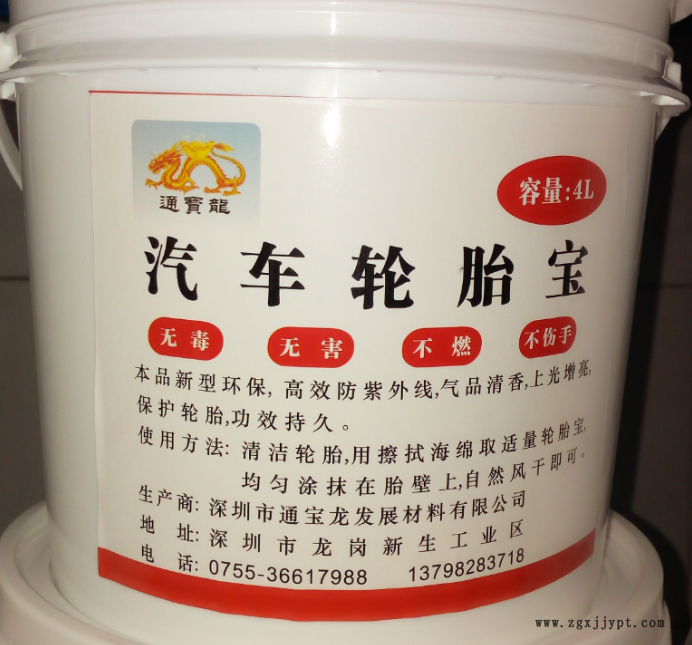 通寶龍
容量:4L
汽车轮胎宝
无毒 无害 不燃 不伤手
本品新型环保,高效防紫外线,气品清香,上光增亮,
保护轮胎,功效持久。
使用方法:清洁轮胎,用擦拭海绵取适量轮胎宝,
均匀涂抹在胎壁上,自然风干即可。
生产商:深圳市通宝龙发展材料有限公司
地 址:深圳市龙岗新生工业区
电 话:0755-36617988 13798283718
www.zgxjjypt.com